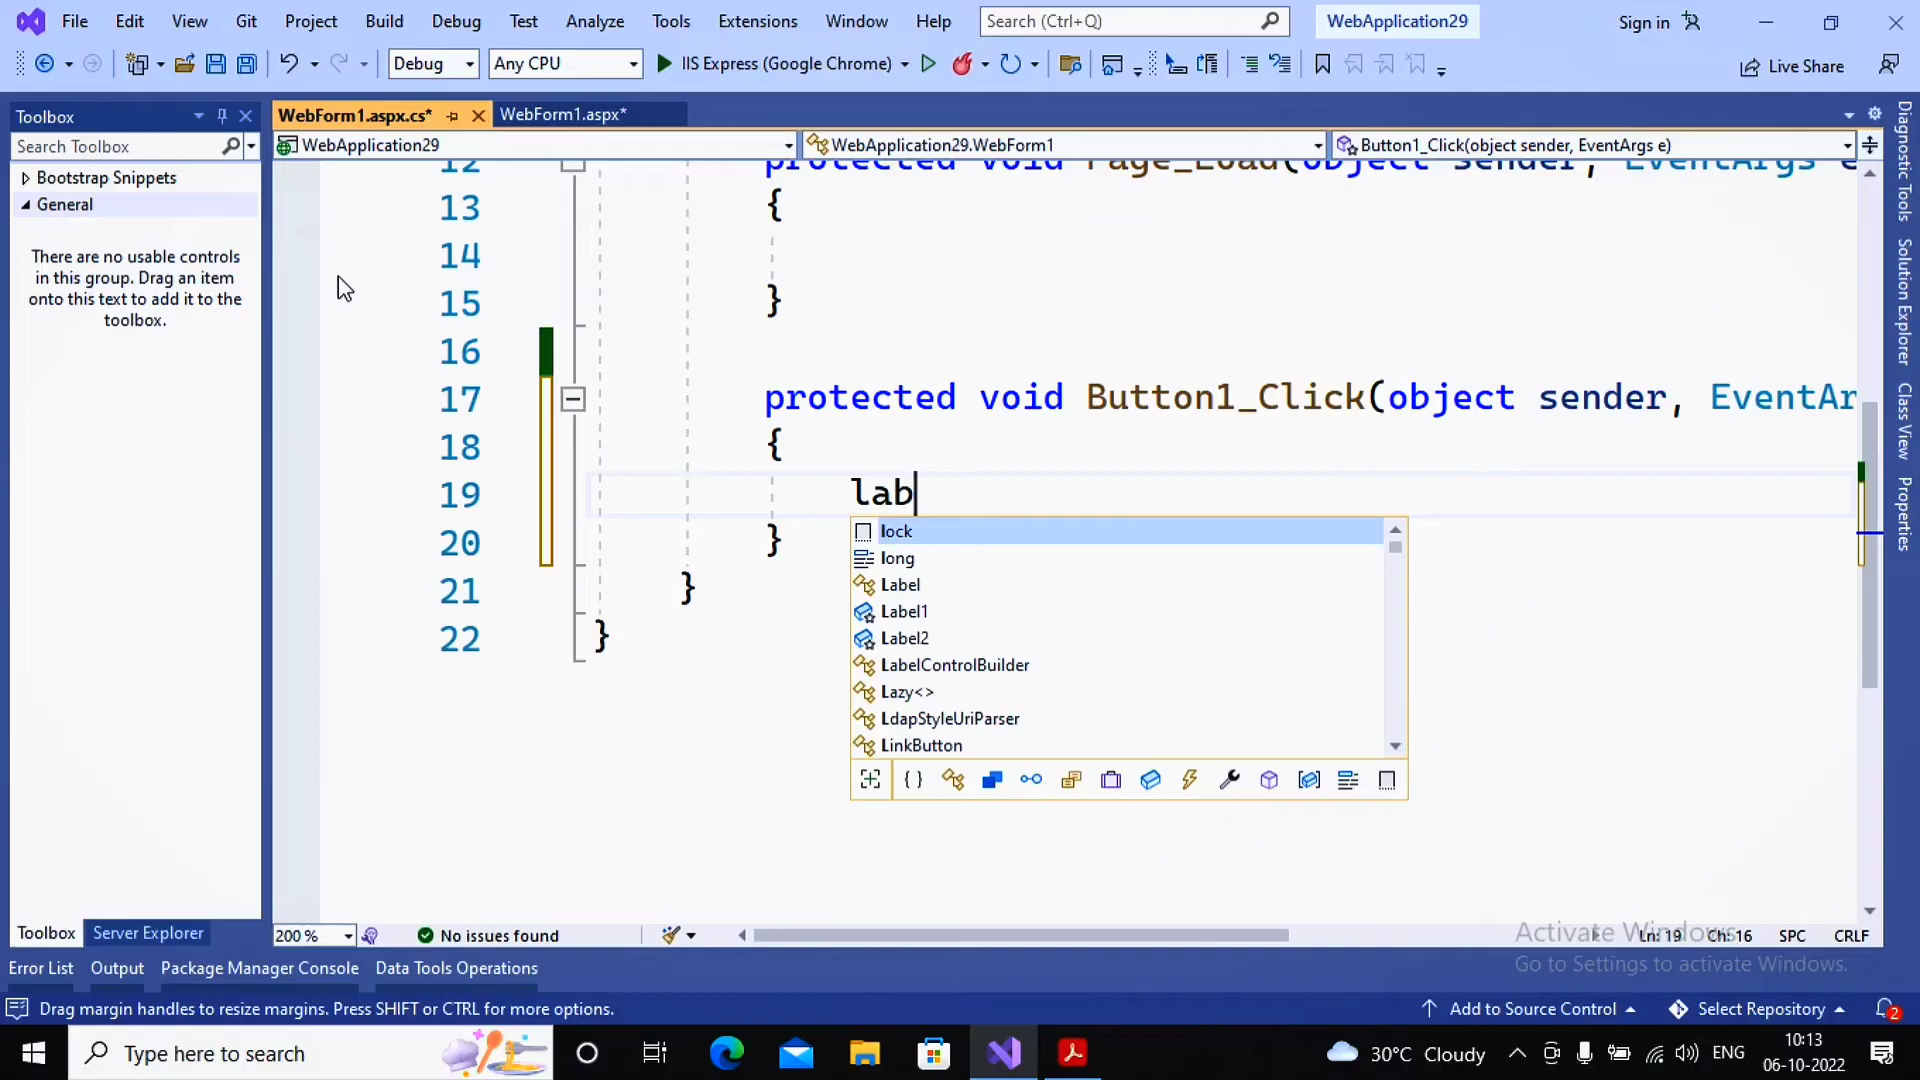 File Edit View Git Project Build Debug Test Analyze Tools Extensions Window Help Search (Ctrl+Q) WebApplication29 Sign in
Debug Any CPU IIS Express (Google Chrome) Live Share
Toolbox
Search Toolbox
Bootstrap Snippets
General
There are no usable controls
in this group. Drag an item
onto this text to add it to the
toolbox.
WebForm1.aspx.cs* WebForm1.aspx*
WebApplication29 WebApplication29.WebForm1 Button1_Click(object sender, EventArgs e)
12 protected void Page_Load(object sender, EventArgs e
13 {
14
15 }
16
17 protected void Button1_Click(object sender, EventAr
18 {
19 lab
20 }
21 }
22 }
lock
long
Label
Label1
Label2
LabelControlBuilder
Lazy<>
LdapStyleUriParser
LinkButton
Diagnostic Tools
Solution Explorer
Class View
Properties
Toolbox Server Explorer
200 % No issues found Ln: 19 Ch: 16 SPC CRLF
Activate Windows
Go to Settings to activate Windows.
Error List Output Package Manager Console Data Tools Operations
Drag margin handles to resize margins. Press SHIFT or CTRL for more options. Add to Source Control Select Repository 2
Type here to search 30°C Cloudy ENG 10:13
06-10-2022